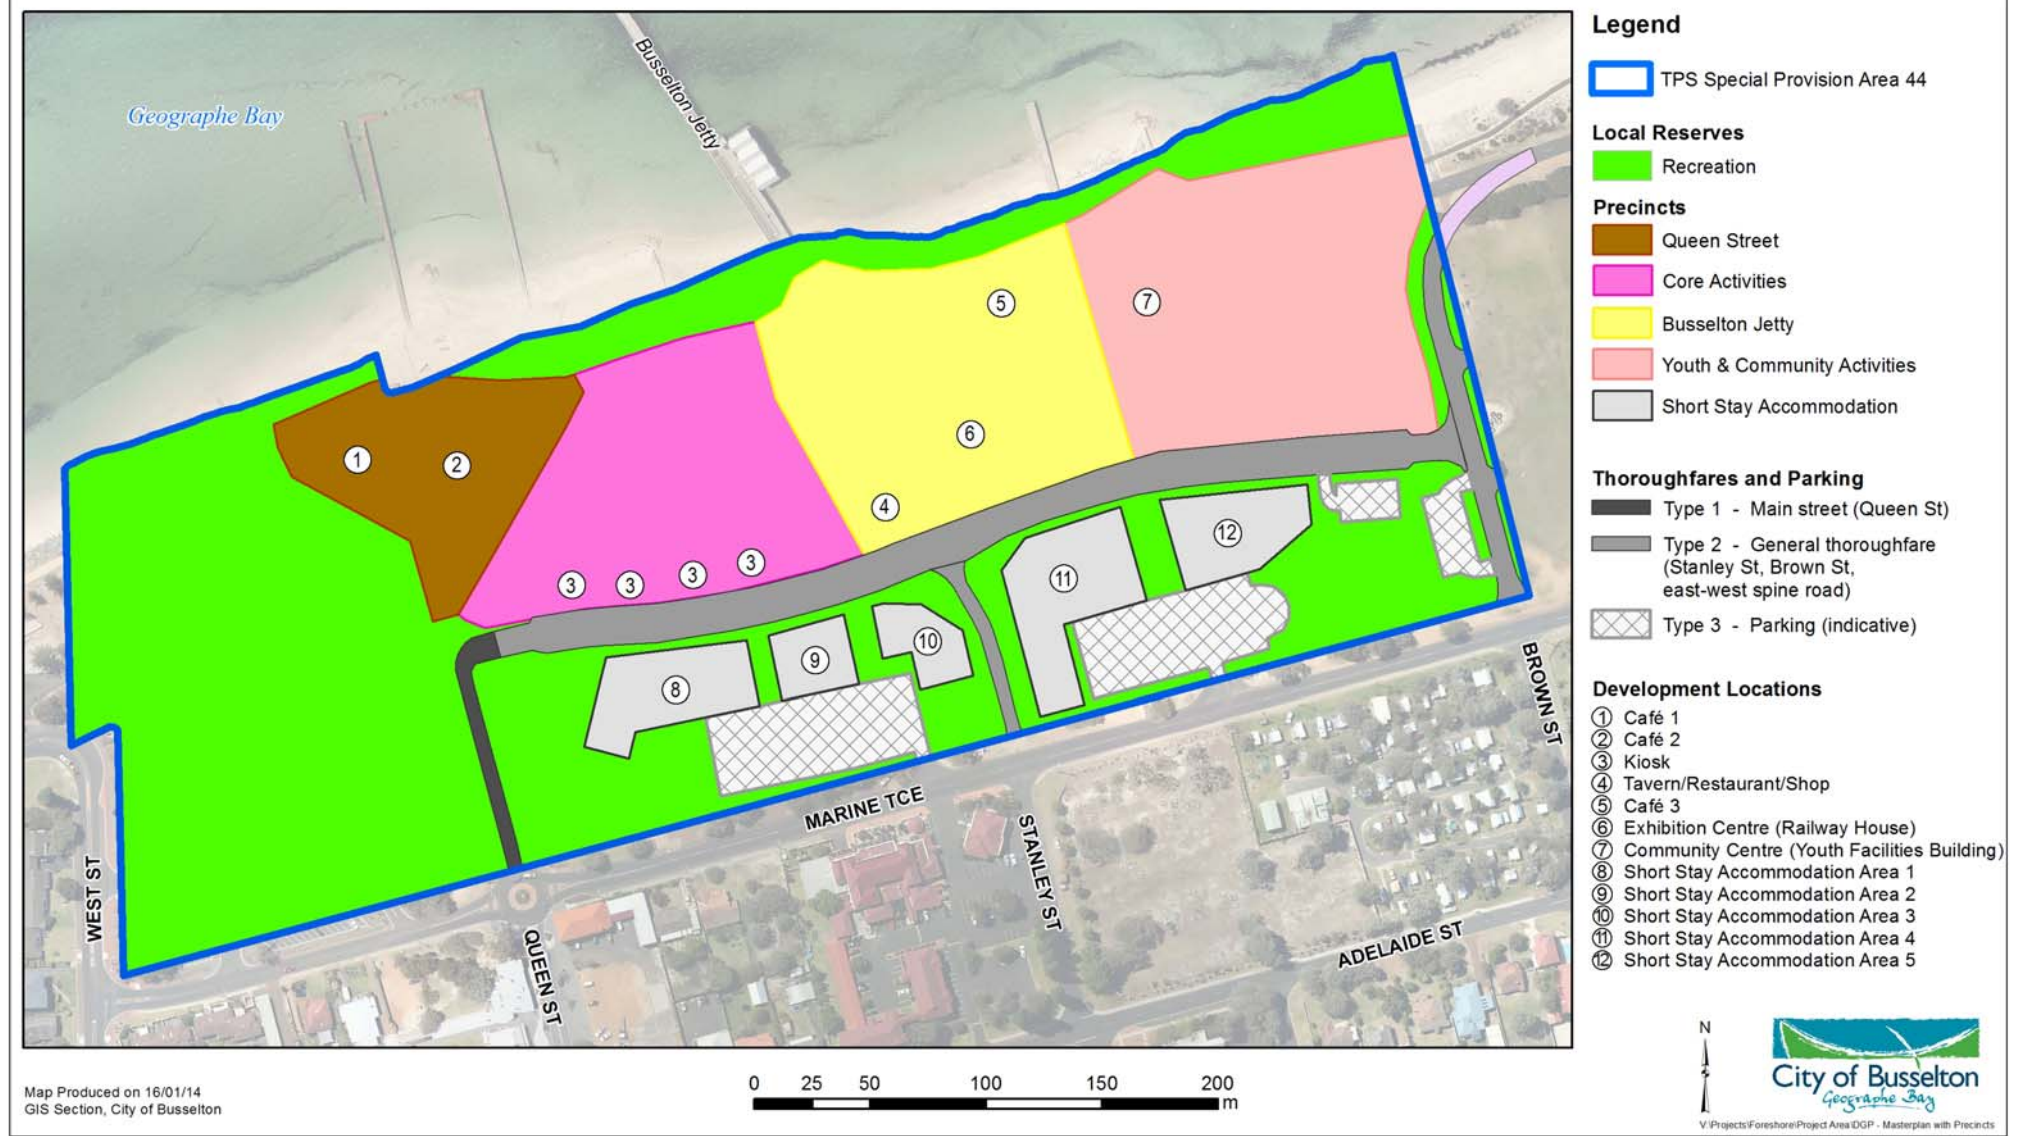 Geographe Bay
Busselton Jetty
1
2
3
3
3
3
4
5
6
7
8
9
10
11
12
WEST ST
QUEEN ST
MARINE TCE
STANLEY ST
ADELAIDE ST
BROWN ST
Legend
TPS Special Provision Area 44
Local Reserves
Recreation
Precincts
Queen Street
Core Activities
Busselton Jetty
Youth & Community Activities
Short Stay Accommodation
Thoroughfares and Parking
Type 1 - Main street (Queen St)
Type 2 - General thoroughfare
(Stanley St, Brown St,
east-west spine road)
Type 3 - Parking (indicative)
Development Locations
1 Café 1
2 Café 2
3 Kiosk
4 Tavern/Restaurant/Shop
5 Café 3
6 Exhibition Centre (Railway House)
7 Community Centre (Youth Facilities Building)
8 Short Stay Accommodation Area 1
9 Short Stay Accommodation Area 2
10 Short Stay Accommodation Area 3
11 Short Stay Accommodation Area 4
12 Short Stay Accommodation Area 5
Map Produced on 16/01/14
GIS Section, City of Busselton
0 25 50 100 150 200
m
N
City of Busselton
Geographe Bay
V:\Projects\Foreshore\Project Area\DGP - Masterplan with Precincts